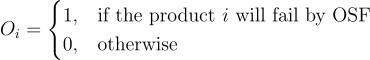 O_i = { 1, if the product i will fail by OSF
0, otherwise